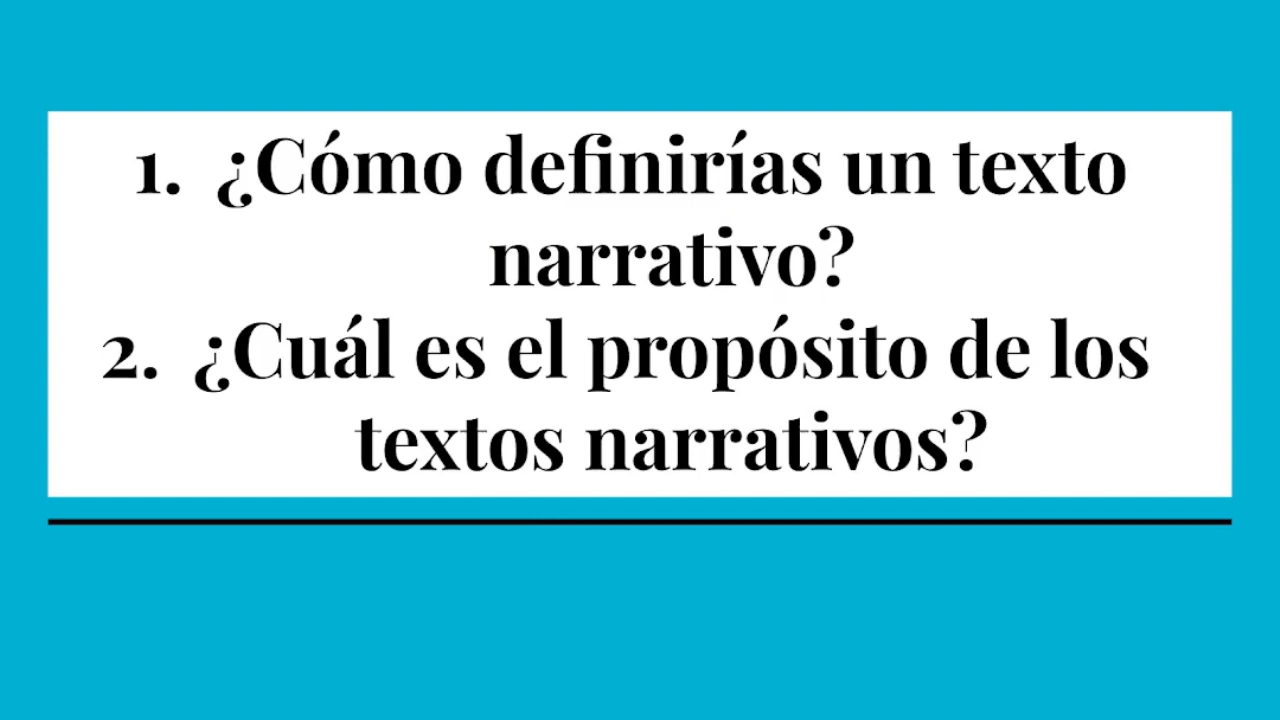 1. ¿Cómo definirías un texto
narrativo?
2. ¿Cuál es el propósito de los
textos narrativos?